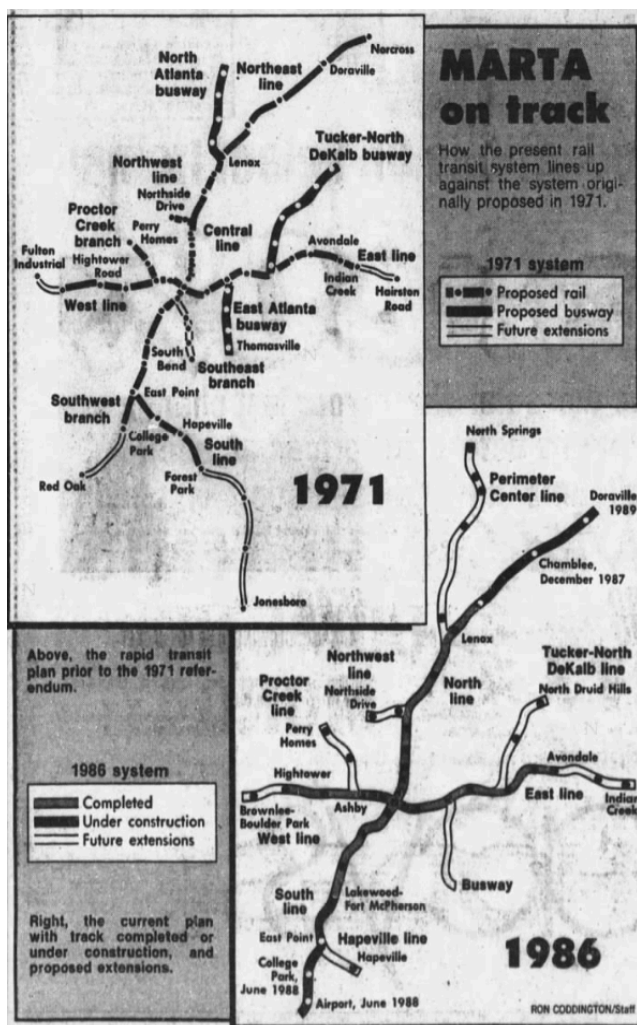 MARTA
on track
How the present rail
transit system lines up
against the system origi-
nally proposed in 1971.
1971 system
Proposed rail
Proposed busway
Future extensions
North
Atlanta
busway
Northeast
line
Norcross
Doraville
Tucker-North
DeKalb busway
Lenox
Northwest
line
Northside
Drive
Proctor
Creek
branch
Perry
Homes
Central
line
Fulton
Industrial
Hightower
Road
West line
Avondale
East line
Indian
Creek
Hairston
Road
East Atlanta
busway
Thomasville
Southeast
branch
South
Bend
Southwest
branch
East Point
Hapeville
College
Park
South
line
Red Oak
Forest
Park
Jonesboro
1971
Above, the rapid transit
plan prior to the 1971 refer-
endum.
1986 system
Completed
Under construction
Future extensions
Right, the current plan
with track completed or
under construction, and
proposed extensions.
North Springs
Perimeter
Center line
Doraville
1989
Chamblee,
December 1987
Lenox
Northwest
line
Northside
Drive
North
line
Tucker-North
DeKalb line
North Druid Hills
Proctor
Creek
line
Perry
Homes
Hightower
Avondale
Brownlee-
Boulder Park
Ashby
West line
East line
Indian
Creek
Busway
South
line
Lakewood-
Fort McPherson
East Point
Hapeville line
Hapeville
College
Park,
June 1988
Airport, June 1988
1986
RON CODDINGTON/Staff